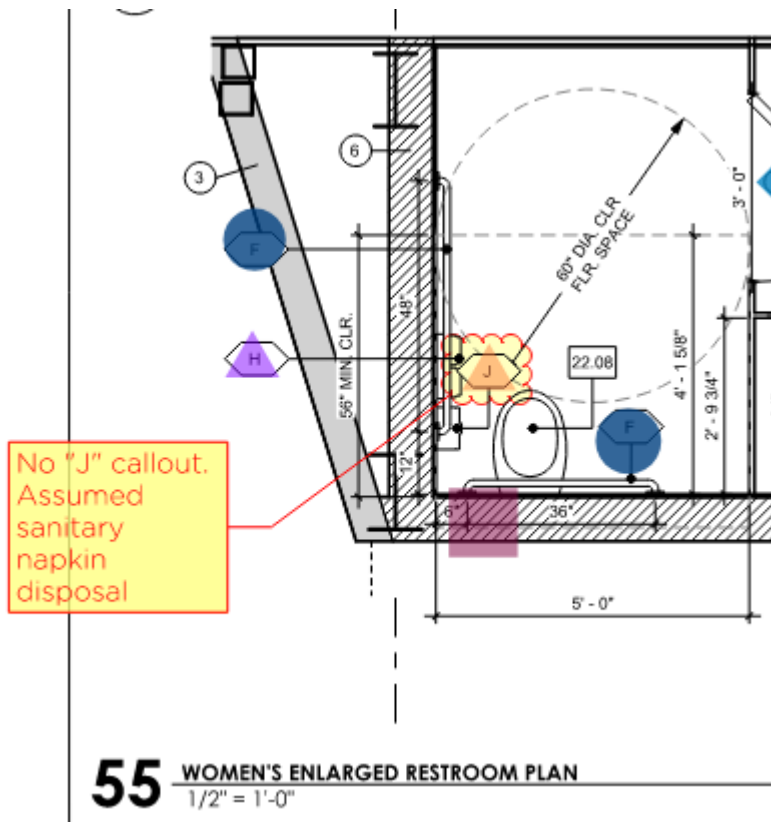 3
6
3' - 0"
F
60" DIA. CLR
FLR. SPACE
48"
56" MIN. CLR.
H
J
22.08
4' - 1 5/8"
2' - 9 3/4"
F
12"
No "J" callout.
Assumed
sanitary
napkin
disposal
6"
36"
5' - 0"
55
WOMEN'S ENLARGED RESTROOM PLAN
1/2" = 1'-0"